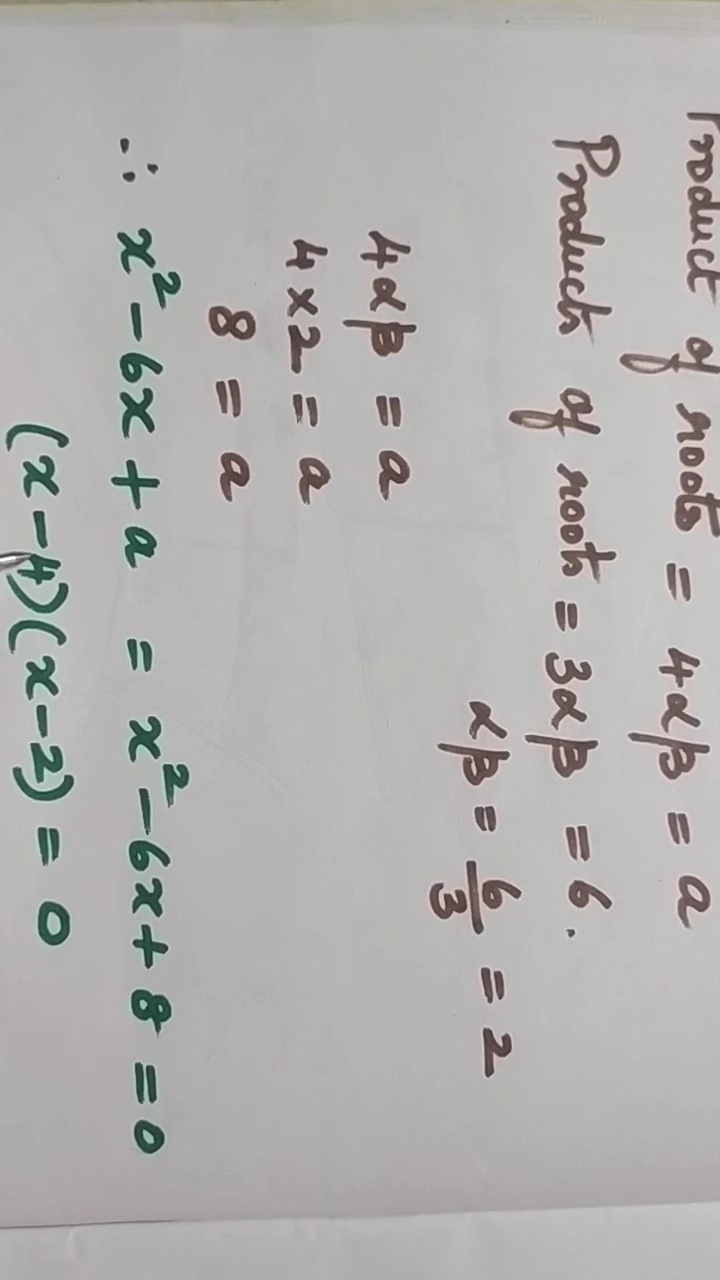 Product of roots = 4αβ = a
Product of roots = 3αβ = 6.
αβ = 6/3 = 2
4αβ = a
4×2 = a
8 = a
∴ x² - 6x + a = x² - 6x + 8 = 0
(x - 4)(x - 2) = 0